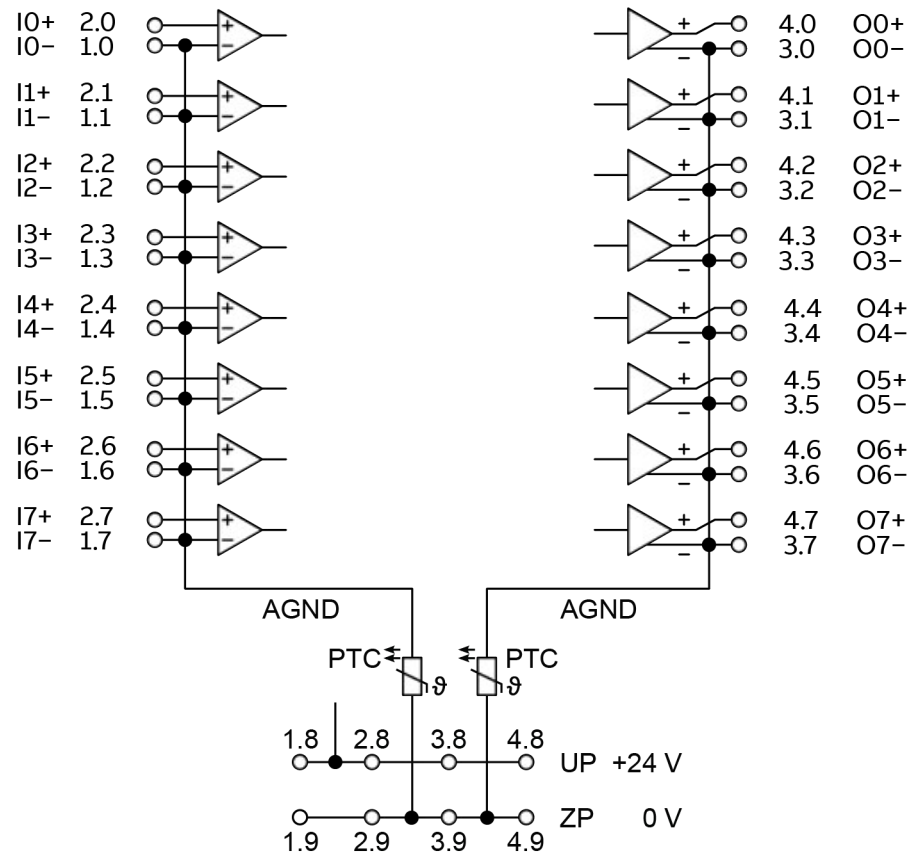 I0+ 2.0 + + 4.0 O0+
I0− 1.0 − − 3.0 O0−
I1+ 2.1 + + 4.1 O1+
I1− 1.1 − − 3.1 O1−
I2+ 2.2 + + 4.2 O2+
I2− 1.2 − − 3.2 O2−
I3+ 2.3 + + 4.3 O3+
I3− 1.3 − − 3.3 O3−
I4+ 2.4 + + 4.4 O4+
I4− 1.4 − − 3.4 O4−
I5+ 2.5 + + 4.5 O5+
I5− 1.5 − − 3.5 O5−
I6+ 2.6 + + 4.6 O6+
I6− 1.6 − − 3.6 O6−
I7+ 2.7 + + 4.7 O7+
I7− 1.7 − − 3.7 O7−
AGND AGND
PTC PTC
ϑ ϑ
1.8 2.8 3.8 4.8
UP +24 V
ZP 0 V
1.9 2.9 3.9 4.9